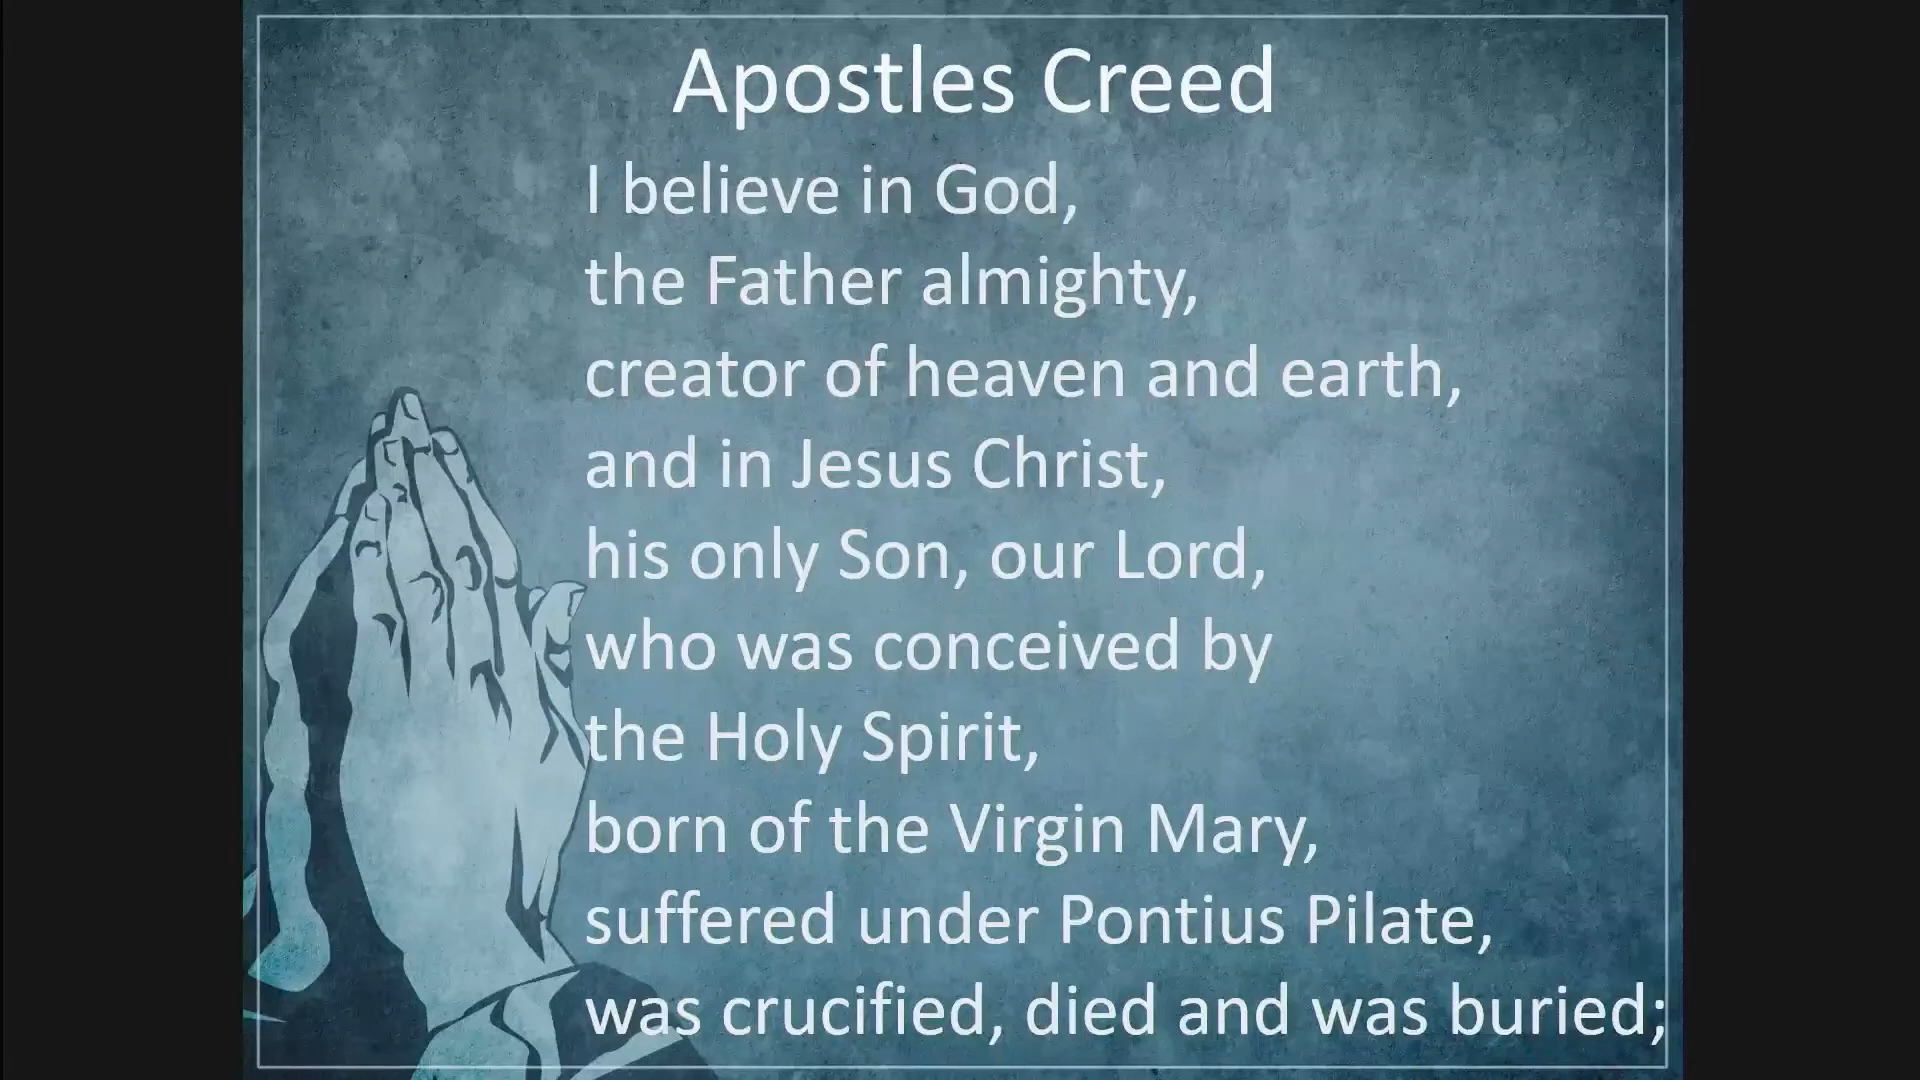 Apostles Creed
I believe in God,
the Father almighty,
creator of heaven and earth,
and in Jesus Christ,
his only Son, our Lord,
who was conceived by
the Holy Spirit,
born of the Virgin Mary,
suffered under Pontius Pilate,
was crucified, died and was buried;